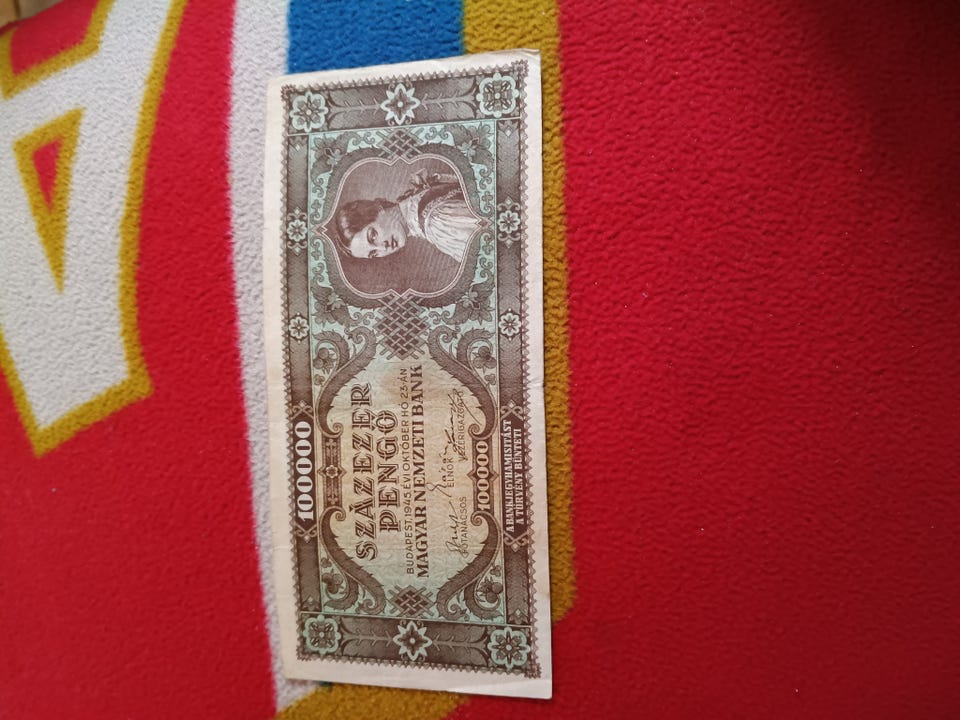 100000
SZÁZEZER
PENGŐ
BUDAPEST, 1945. ÉVI OKTÓBER HÓ 23-ÁN
MAGYAR NEMZETI BANK
FŐTANÁCSOS ELNÖK VEZÉRIGAZGATÓ
100000
A BANKJEGYHAMISÍTÁST
A TÖRVÉNY BÜNTETI
A